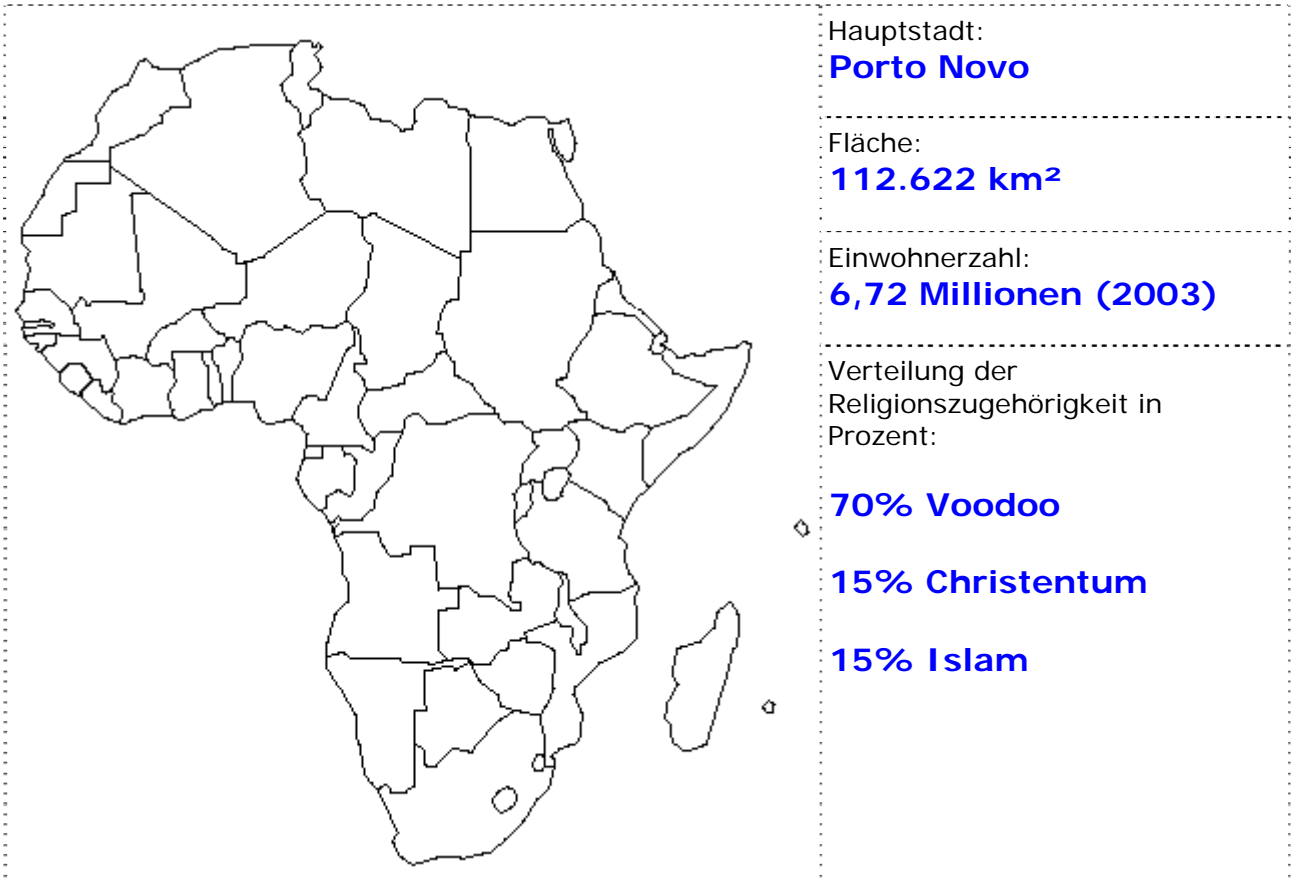 Hauptstadt:
Porto Novo
Fläche:
112.622 km²
Einwohnerzahl:
6,72 Millionen (2003)
Verteilung der
Religionszugehörigkeit in
Prozent:
70% Voodoo
15% Christentum
15% Islam